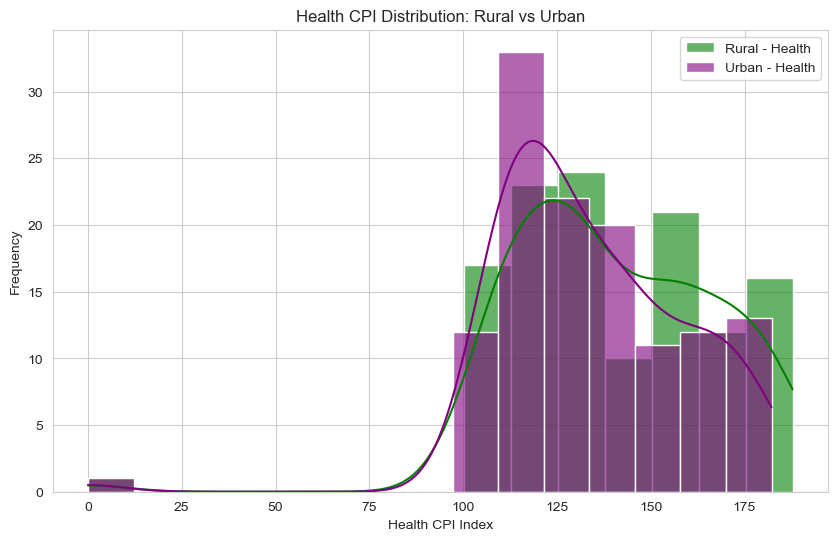 Health CPI Distribution: Rural vs Urban
Rural - Health
Urban - Health
Frequency
30
25
20
15
10
5
0
0 25 50 75 100 125 150 175
Health CPI Index